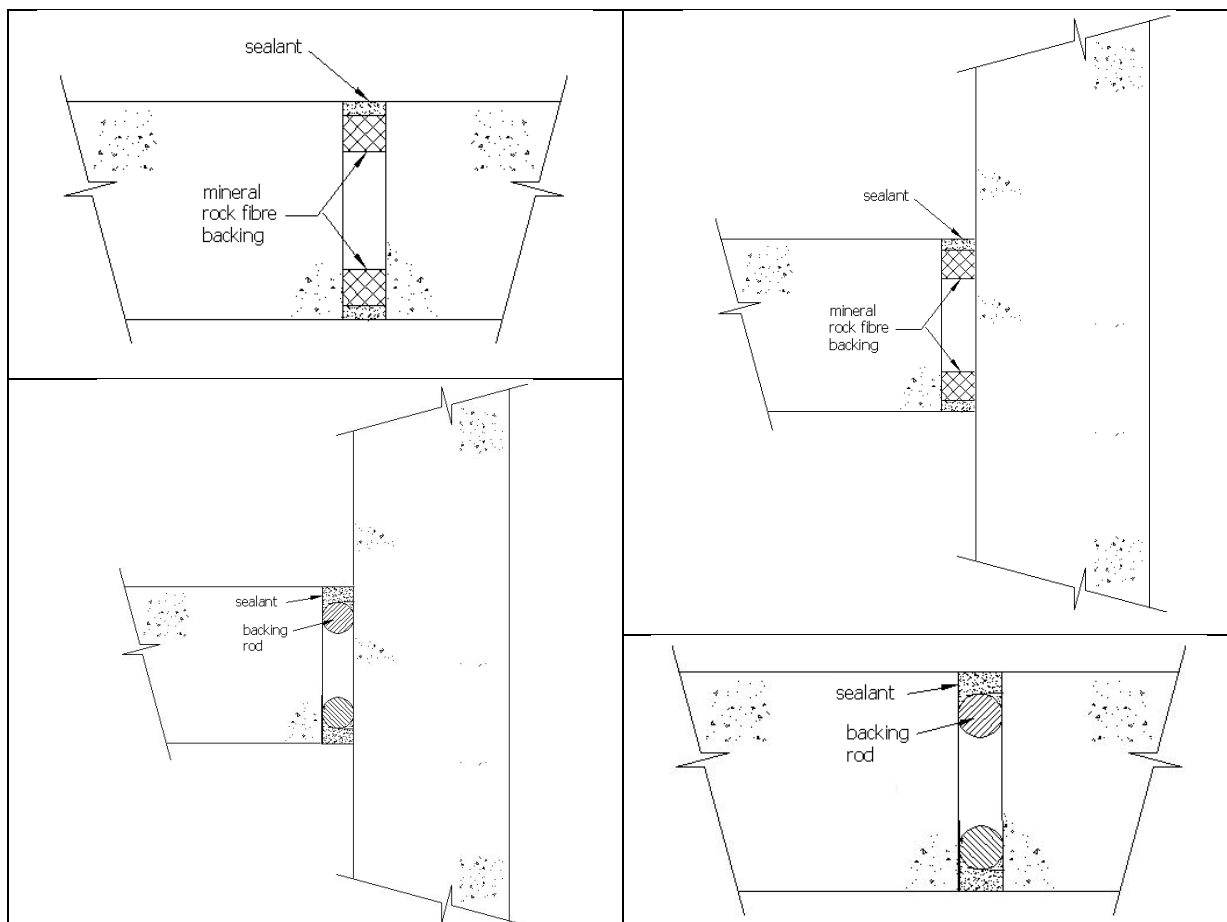 sealant
mineral
rock fibre
backing
sealant
mineral
rock fibre
backing
sealant
backing
rod
sealant
backing
rod